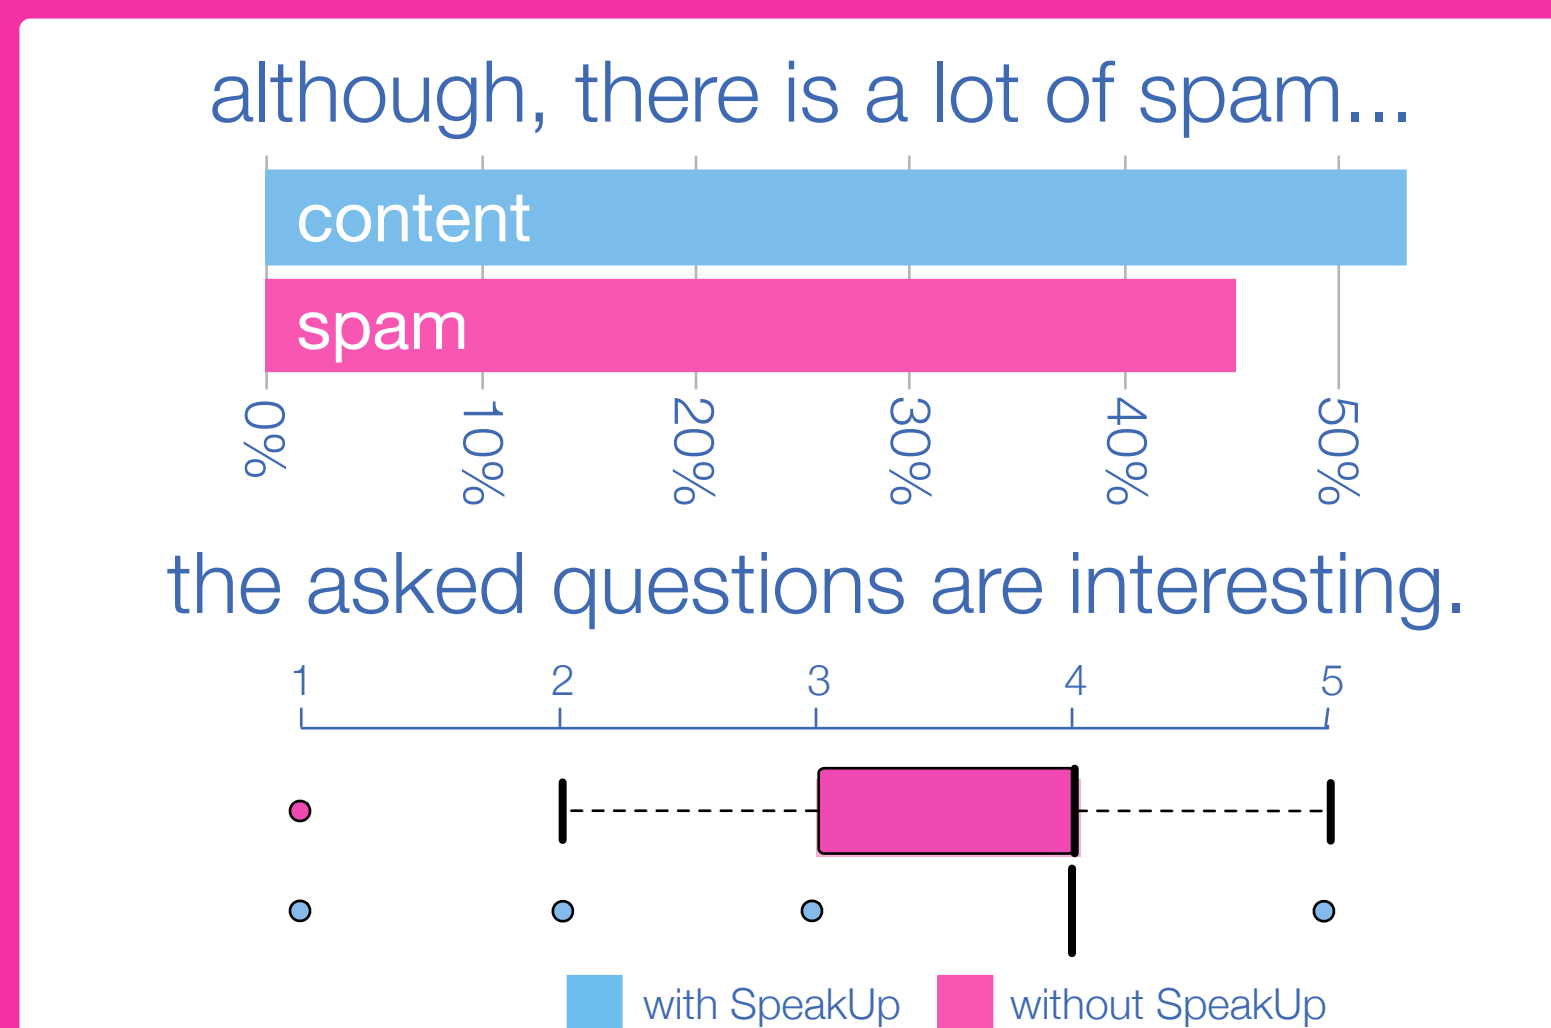 although, there is a lot of spam...
content
spam
0% 10% 20% 30% 40% 50%
the asked questions are interesting.
1 2 3 4 5
with SpeakUp without SpeakUp